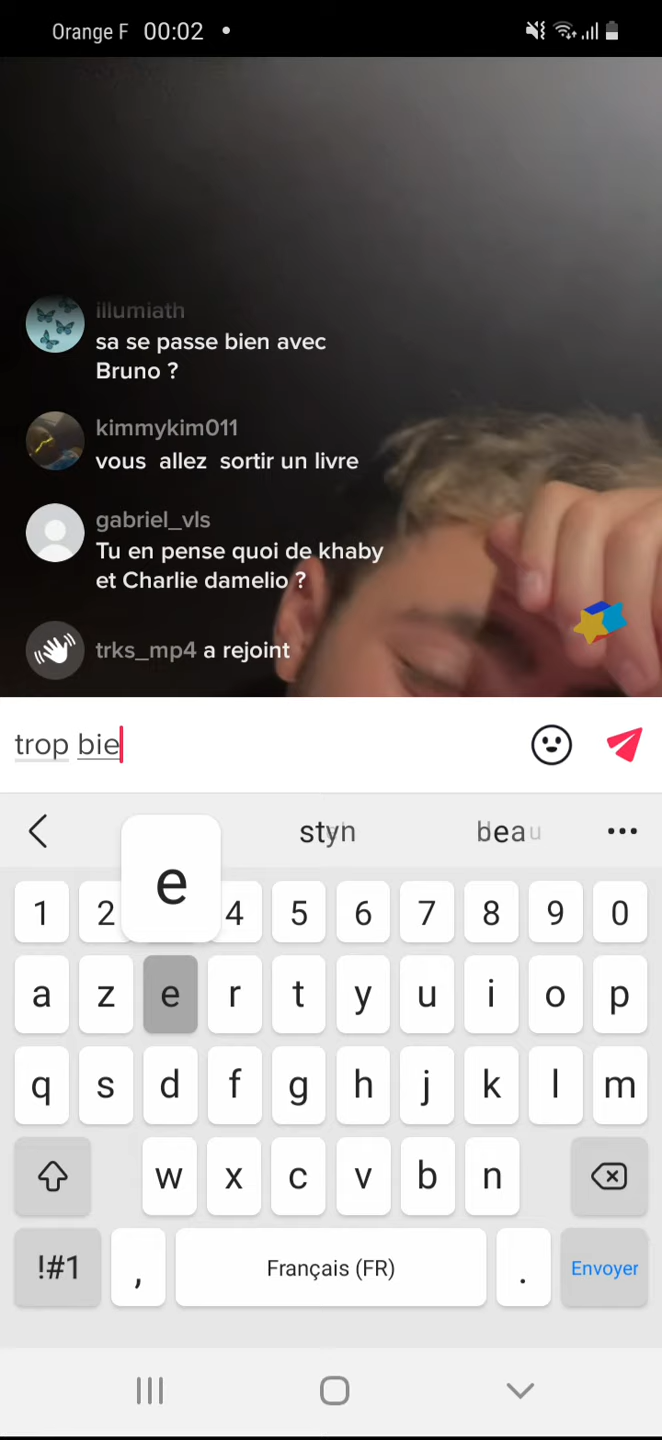 Orange F 00:02
illumiath
sa se passe bien avec
Bruno ?
kimmykim011
vous allez sortir un livre
gabriel_vls
Tu en pense quoi de khaby
et Charlie damelio ?
trks_mp4 a rejoint
trop bie
e
1 2 4 5 6 7 8 9 0
a z e r t y u i o p
q s d f g h j k l m
w x c v b n
!#1 , Français (FR) . Envoyer